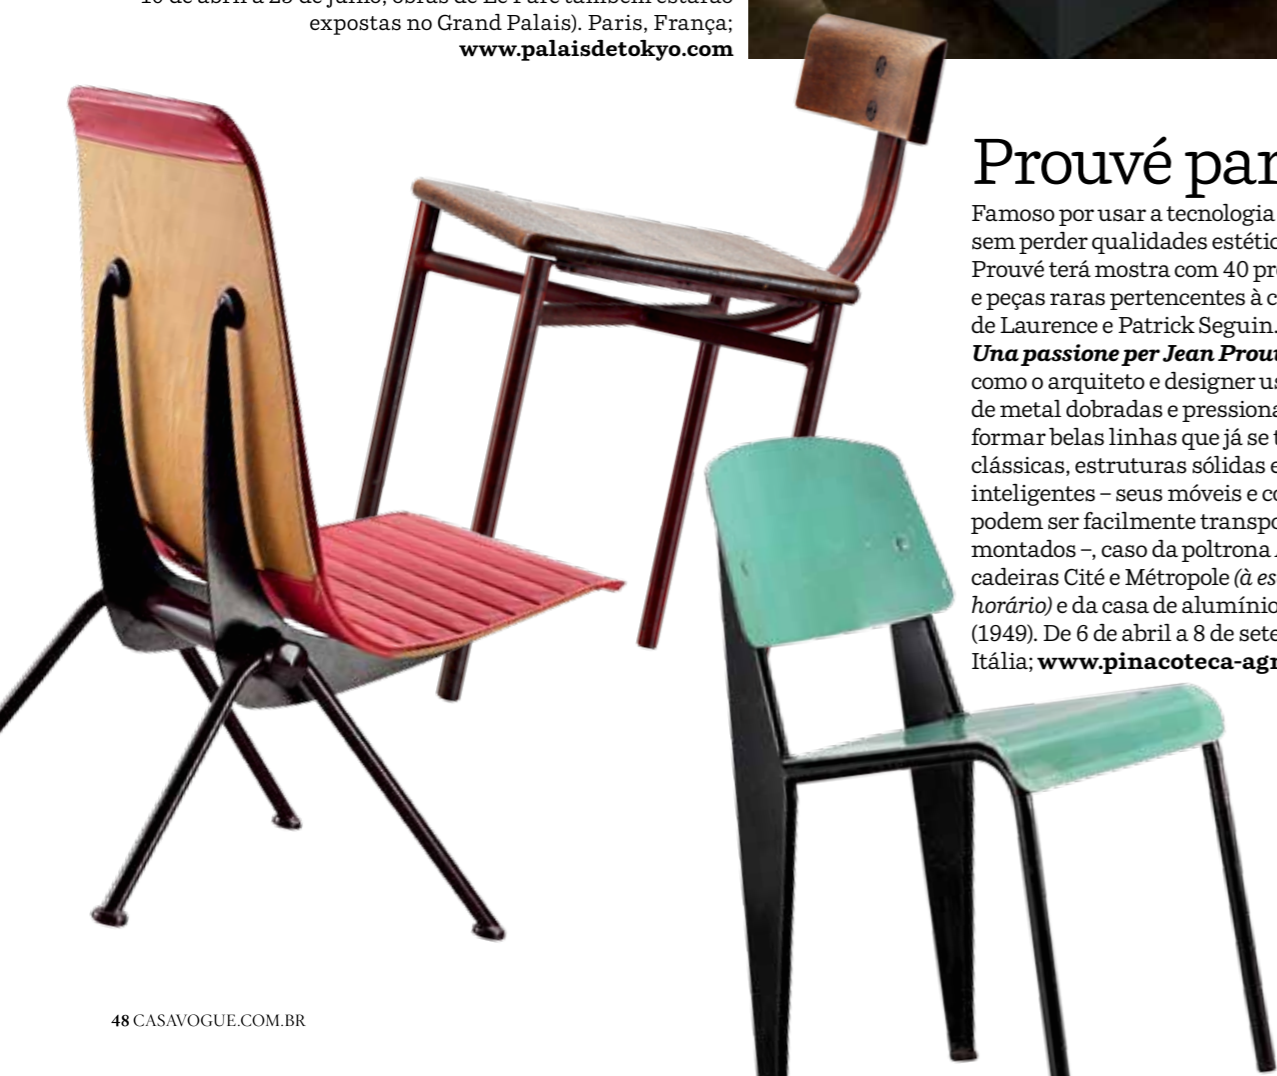 10 de abril a 28 de junho, obras de Le Parc também estarão
expostas no Grand Palais). Paris, França;
www.palaisdetokyo.com
Prouvé par
Famoso por usar a tecnologia
sem perder qualidades estétic
Prouvé terá mostra com 40 pr
e peças raras pertencentes à c
de Laurence e Patrick Seguin.
Una passione per Jean Prou
como o arquiteto e designer us
de metal dobradas e pressiona
formar belas linhas que já se t
clássicas, estruturas sólidas e
inteligentes – seus móveis e co
podem ser facilmente transpo
montados –, caso da poltrona
cadeiras Cité e Métropole (à es
horário) e da casa de alumínio
(1949). De 6 de abril a 8 de sete
Itália; www.pinacoteca-agn
48 CASAVOGUE.COM.BR